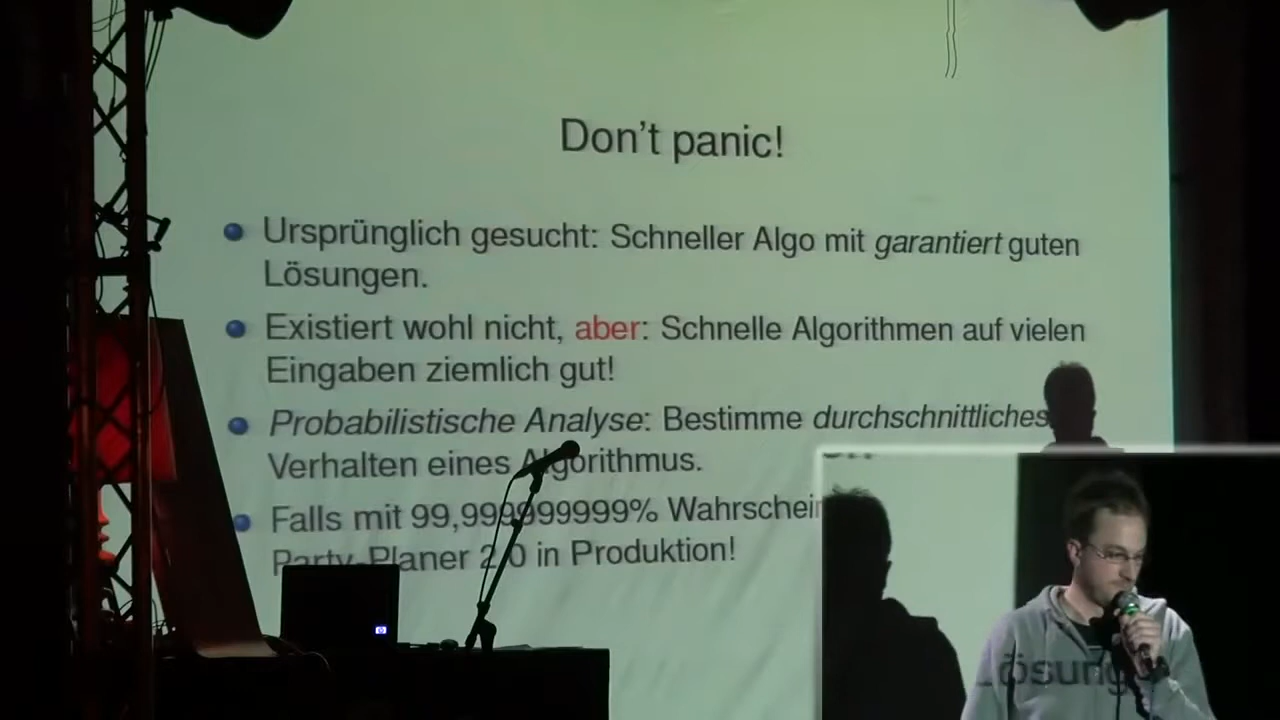 Don't panic!
Ursprünglich gesucht: Schneller Algo mit garantiert guten
Lösungen.
Existiert wohl nicht, aber: Schnelle Algorithmen auf vielen
Eingaben ziemlich gut!
Probabilistische Analyse: Bestimme durchschnittliches
Verhalten eines Algorithmus.
Falls mit 99,999999999% Wahrschein
Party-Planer 2.0 in Produktion!
hp
ösung